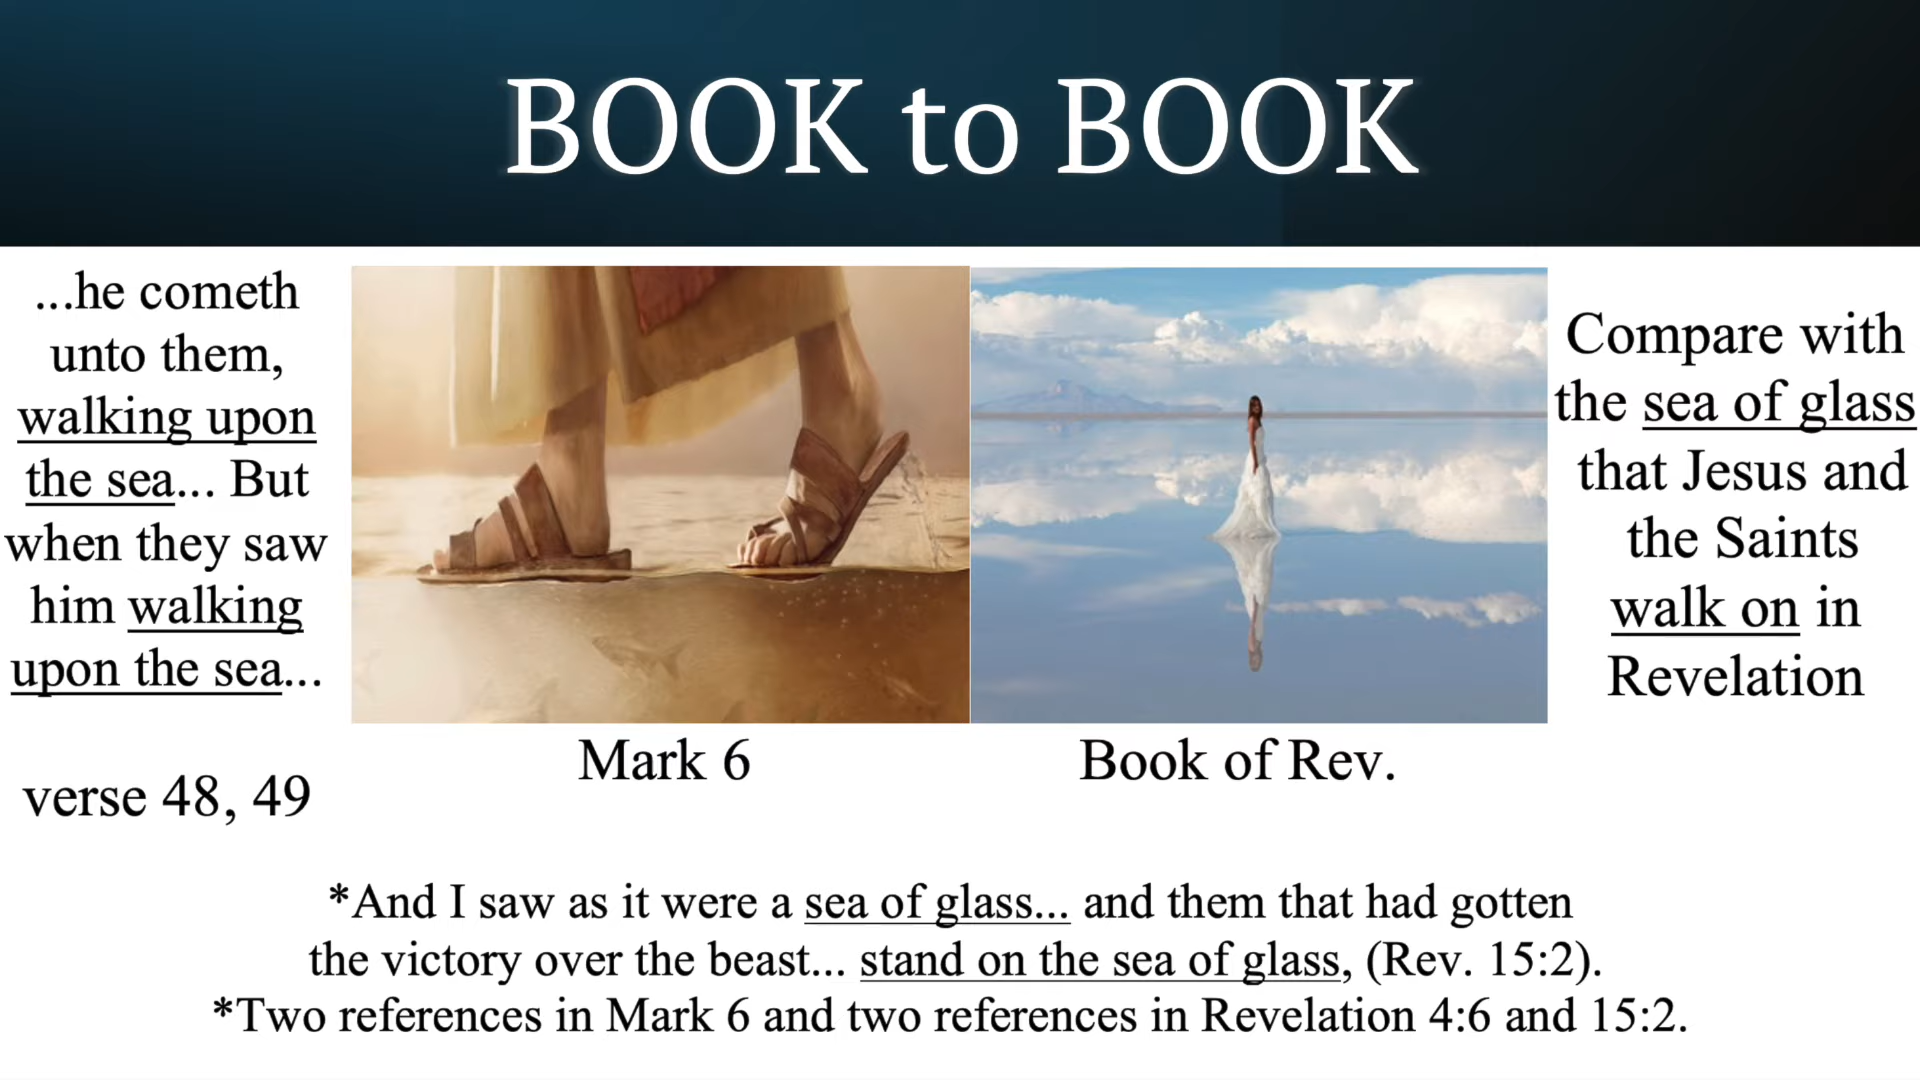 BOOK to BOOK
...he cometh
unto them,
walking upon
the sea... But
when they saw
him walking
upon the sea...
verse 48, 49
Mark 6
Book of Rev.
Compare with
the sea of glass
that Jesus and
the Saints
walk on in
Revelation
*And I saw as it were a sea of glass... and them that had gotten
the victory over the beast... stand on the sea of glass, (Rev. 15:2).
*Two references in Mark 6 and two references in Revelation 4:6 and 15:2.